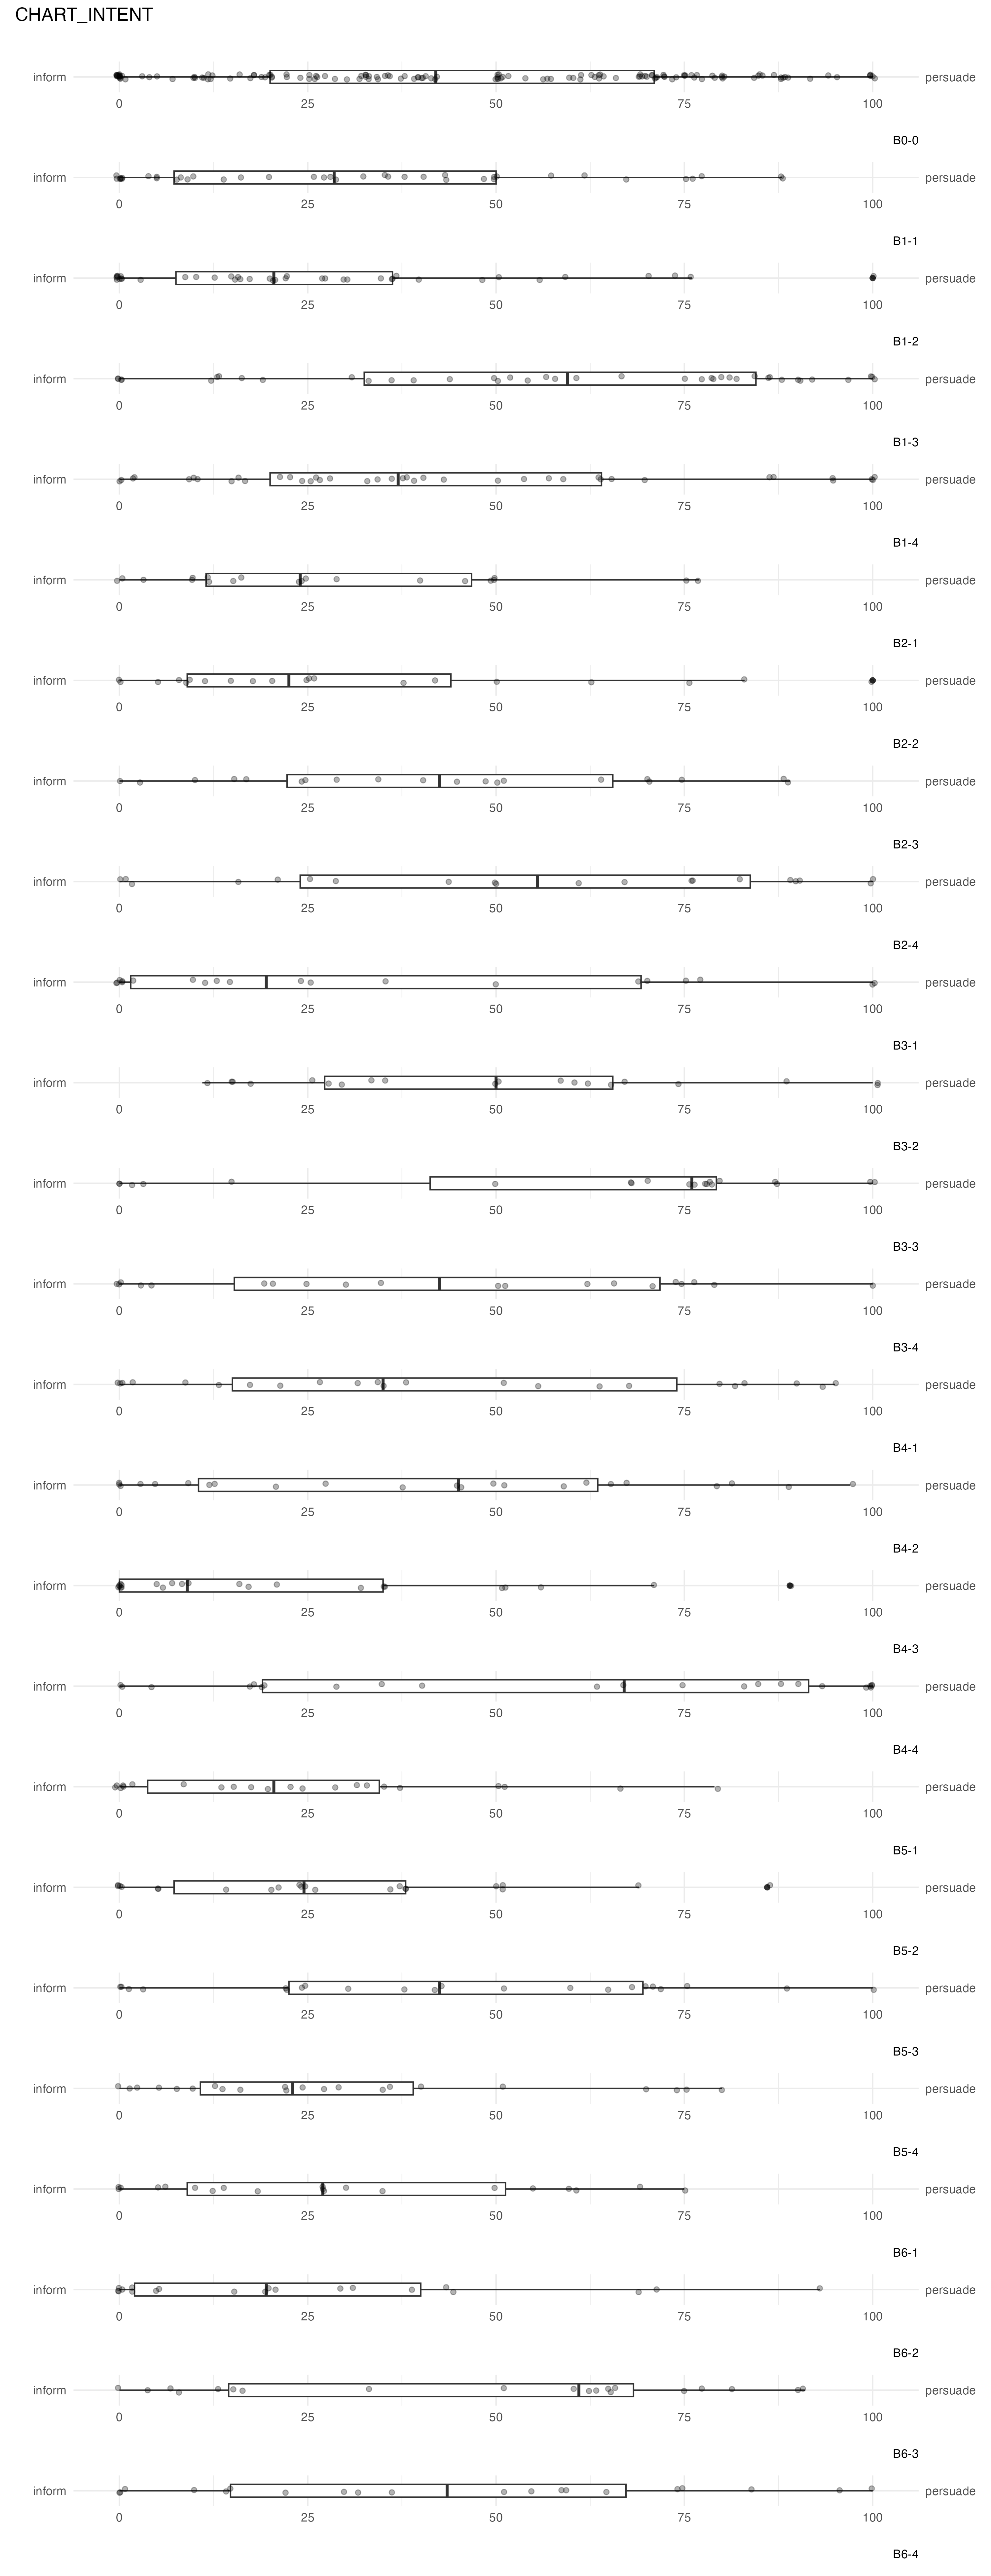 CHART_INTENT
inform persuade
0 25 50 75 100
B0-0
inform persuade
0 25 50 75 100
B1-1
inform persuade
0 25 50 75 100
B1-2
inform persuade
0 25 50 75 100
B1-3
inform persuade
0 25 50 75 100
B1-4
inform persuade
0 25 50 75 100
B2-1
inform persuade
0 25 50 75 100
B2-2
inform persuade
0 25 50 75 100
B2-3
inform persuade
0 25 50 75 100
B2-4
inform persuade
0 25 50 75 100
B3-1
inform persuade
0 25 50 75 100
B3-2
inform persuade
0 25 50 75 100
B3-3
inform persuade
0 25 50 75 100
B3-4
inform persuade
0 25 50 75 100
B4-1
inform persuade
0 25 50 75 100
B4-2
inform persuade
0 25 50 75 100
B4-3
inform persuade
0 25 50 75 100
B4-4
inform persuade
0 25 50 75 100
B5-1
inform persuade
0 25 50 75 100
B5-2
inform persuade
0 25 50 75 100
B5-3
inform persuade
0 25 50 75 100
B5-4
inform persuade
0 25 50 75 100
B6-1
inform persuade
0 25 50 75 100
B6-2
inform persuade
0 25 50 75 100
B6-3
inform persuade
0 25 50 75 100
B6-4